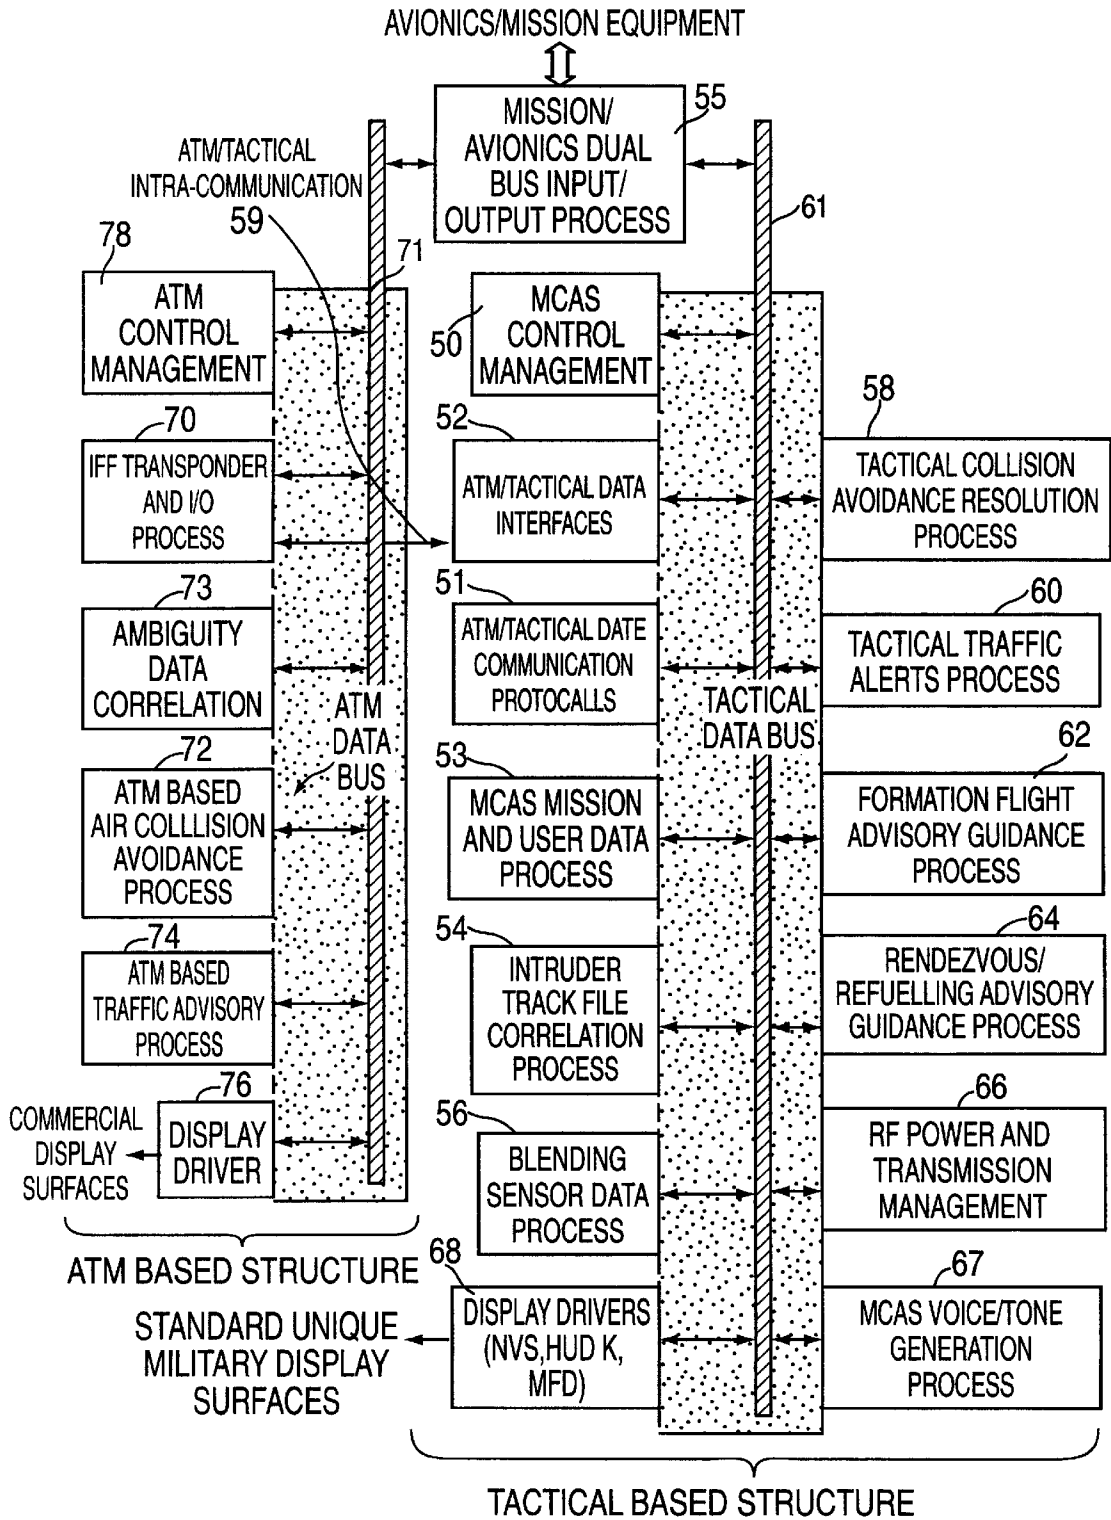 AVIONICS/MISSION EQUIPMENT
MISSION/
AVIONICS DUAL
BUS INPUT/
OUTPUT PROCESS
55
61
ATM/TACTICAL
INTRA-COMMUNICATION
59
71
78
ATM
CONTROL
MANAGEMENT
70
IFF TRANSPONDER
AND I/O
PROCESS
73
AMBIGUITY
DATA
CORRELATION
72
ATM BASED
AIR COLLLISION
AVOIDANCE
PROCESS
74
ATM BASED
TRAFFIC ADVISORY
PROCESS
76
DISPLAY
DRIVER
COMMERCIAL
DISPLAY
SURFACES
ATM
DATA
BUS
ATM BASED STRUCTURE
50
MCAS
CONTROL
MANAGEMENT
52
ATM/TACTICAL DATA
INTERFACES
51
ATM/TACTICAL DATE
COMMUNICATION
PROTOCALLS
53
MCAS MISSION
AND USER DATA
PROCESS
54
INTRUDER
TRACK FILE
CORRELATION
PROCESS
56
BLENDING
SENSOR DATA
PROCESS
68
DISPLAY DRIVERS
(NVS,HUD K,
MFD)
STANDARD UNIQUE
MILITARY DISPLAY
SURFACES
TACTICAL
DATA BUS
58
TACTICAL COLLISION
AVOIDANCE RESOLUTION
PROCESS
60
TACTICAL TRAFFIC
ALERTS PROCESS
62
FORMATION FLIGHT
ADVISORY GUIDANCE
PROCESS
64
RENDEZVOUS/
REFUELLING ADVISORY
GUIDANCE PROCESS
66
RF POWER AND
TRANSMISSION
MANAGEMENT
67
MCAS VOICE/TONE
GENERATION
PROCESS
TACTICAL BASED STRUCTURE